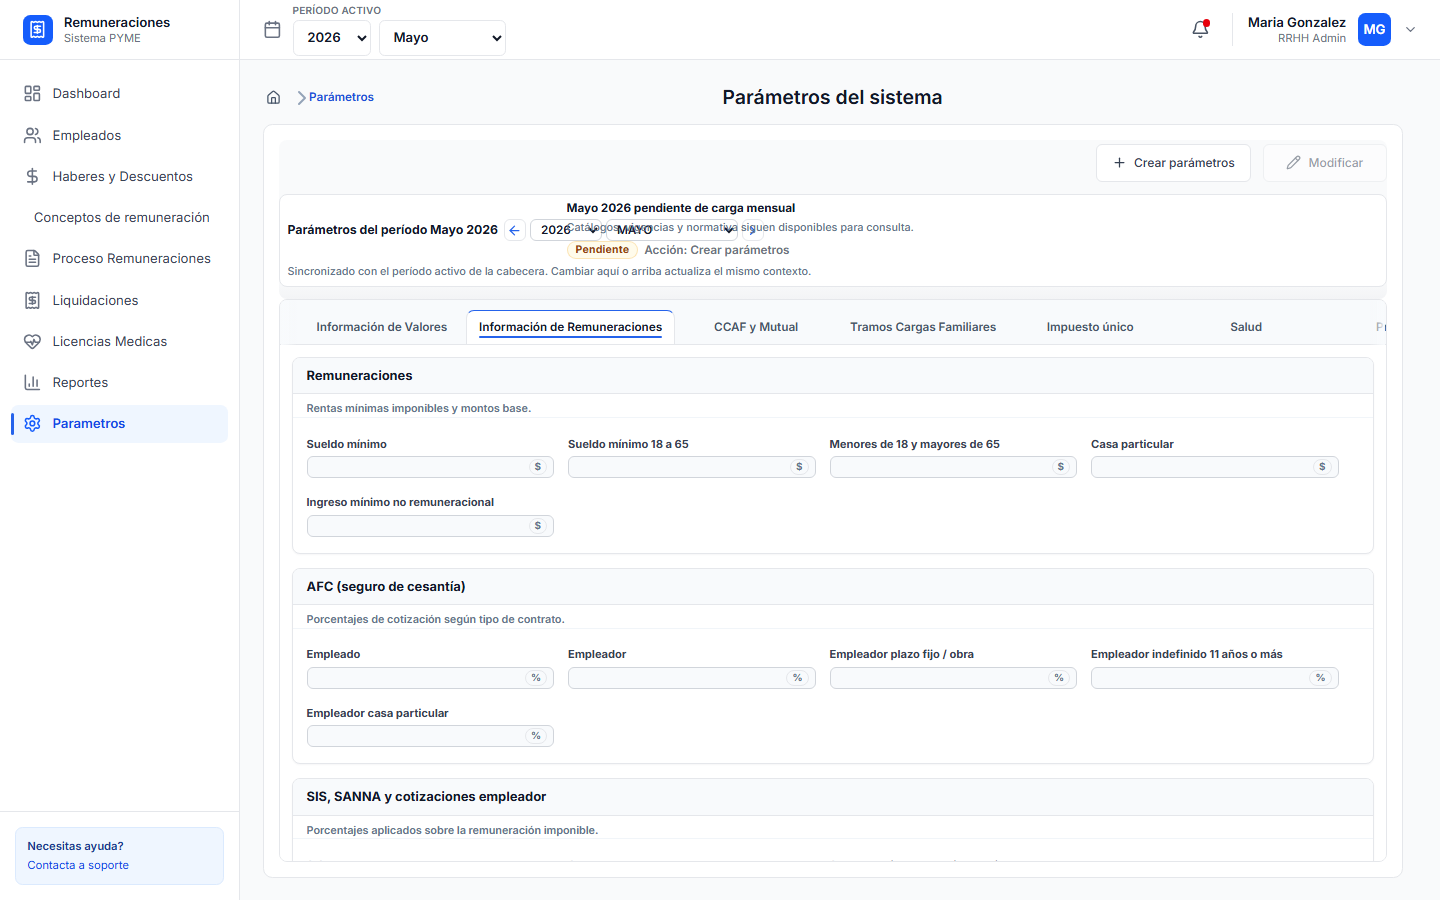 Remuneraciones
Sistema PYME
PERÍODO ACTIVO
2026
Mayo
Maria Gonzalez
RRHH Admin
MG
Dashboard
Empleados
Haberes y Descuentos
Conceptos de remuneración
Proceso Remuneraciones
Liquidaciones
Licencias Medicas
Reportes
Parametros
Necesitas ayuda?
Contacta a soporte
Parámetros
Parámetros del sistema
Crear parámetros
Modificar
Mayo 2026 pendiente de carga mensual
Parámetros del período Mayo 2026
2026
MAYO
Catálogos, vigencias y normativa siguen disponibles para consulta.
Pendiente
Acción: Crear parámetros
Sincronizado con el período activo de la cabecera. Cambiar aquí o arriba actualiza el mismo contexto.
Información de Valores
Información de Remuneraciones
CCAF y Mutual
Tramos Cargas Familiares
Impuesto único
Salud
Remuneraciones
Rentas mínimas imponibles y montos base.
Sueldo mínimo
Sueldo mínimo 18 a 65
Menores de 18 y mayores de 65
Casa particular
$
$
$
$
Ingreso mínimo no remuneracional
$
AFC (seguro de cesantía)
Porcentajes de cotización según tipo de contrato.
Empleado
Empleador
Empleador plazo fijo / obra
Empleador indefinido 11 años o más
%
%
%
%
Empleador casa particular
%
SIS, SANNA y cotizaciones empleador
Porcentajes aplicados sobre la remuneración imponible.